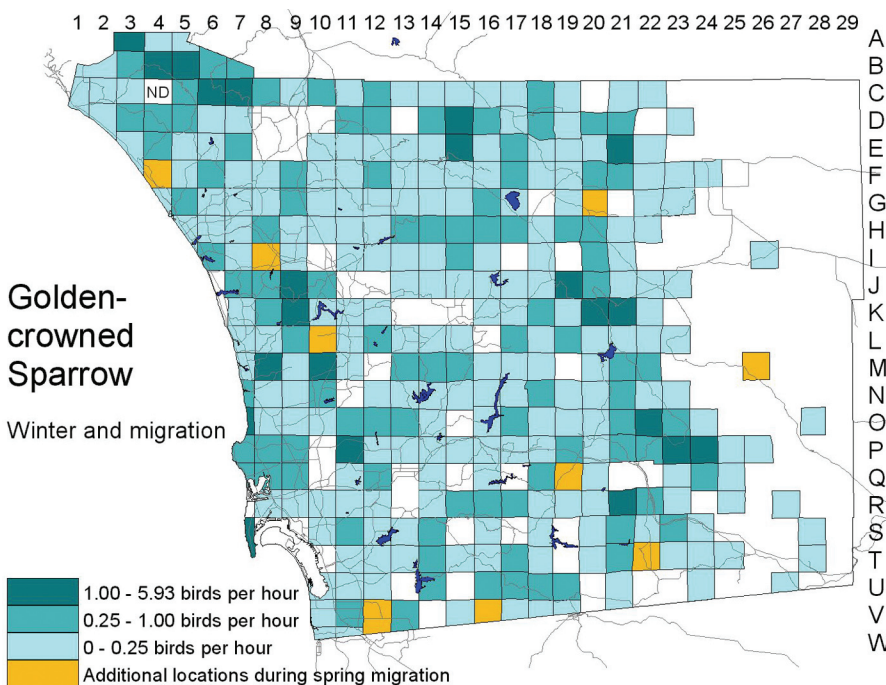 1 2 3 4 5 6 7 8 9 10 11 12 13 14 15 16 17 18 19 20 21 22 23 24 25 26 27 28 29
A
B
C
D
E
F
G
H
I
J
K
L
M
N
O
P
Q
R
S
T
U
V
W
ND
Golden-
crowned
Sparrow
Winter and migration
1.00 - 5.93 birds per hour
0.25 - 1.00 birds per hour
0 - 0.25 birds per hour
Additional locations during spring migration